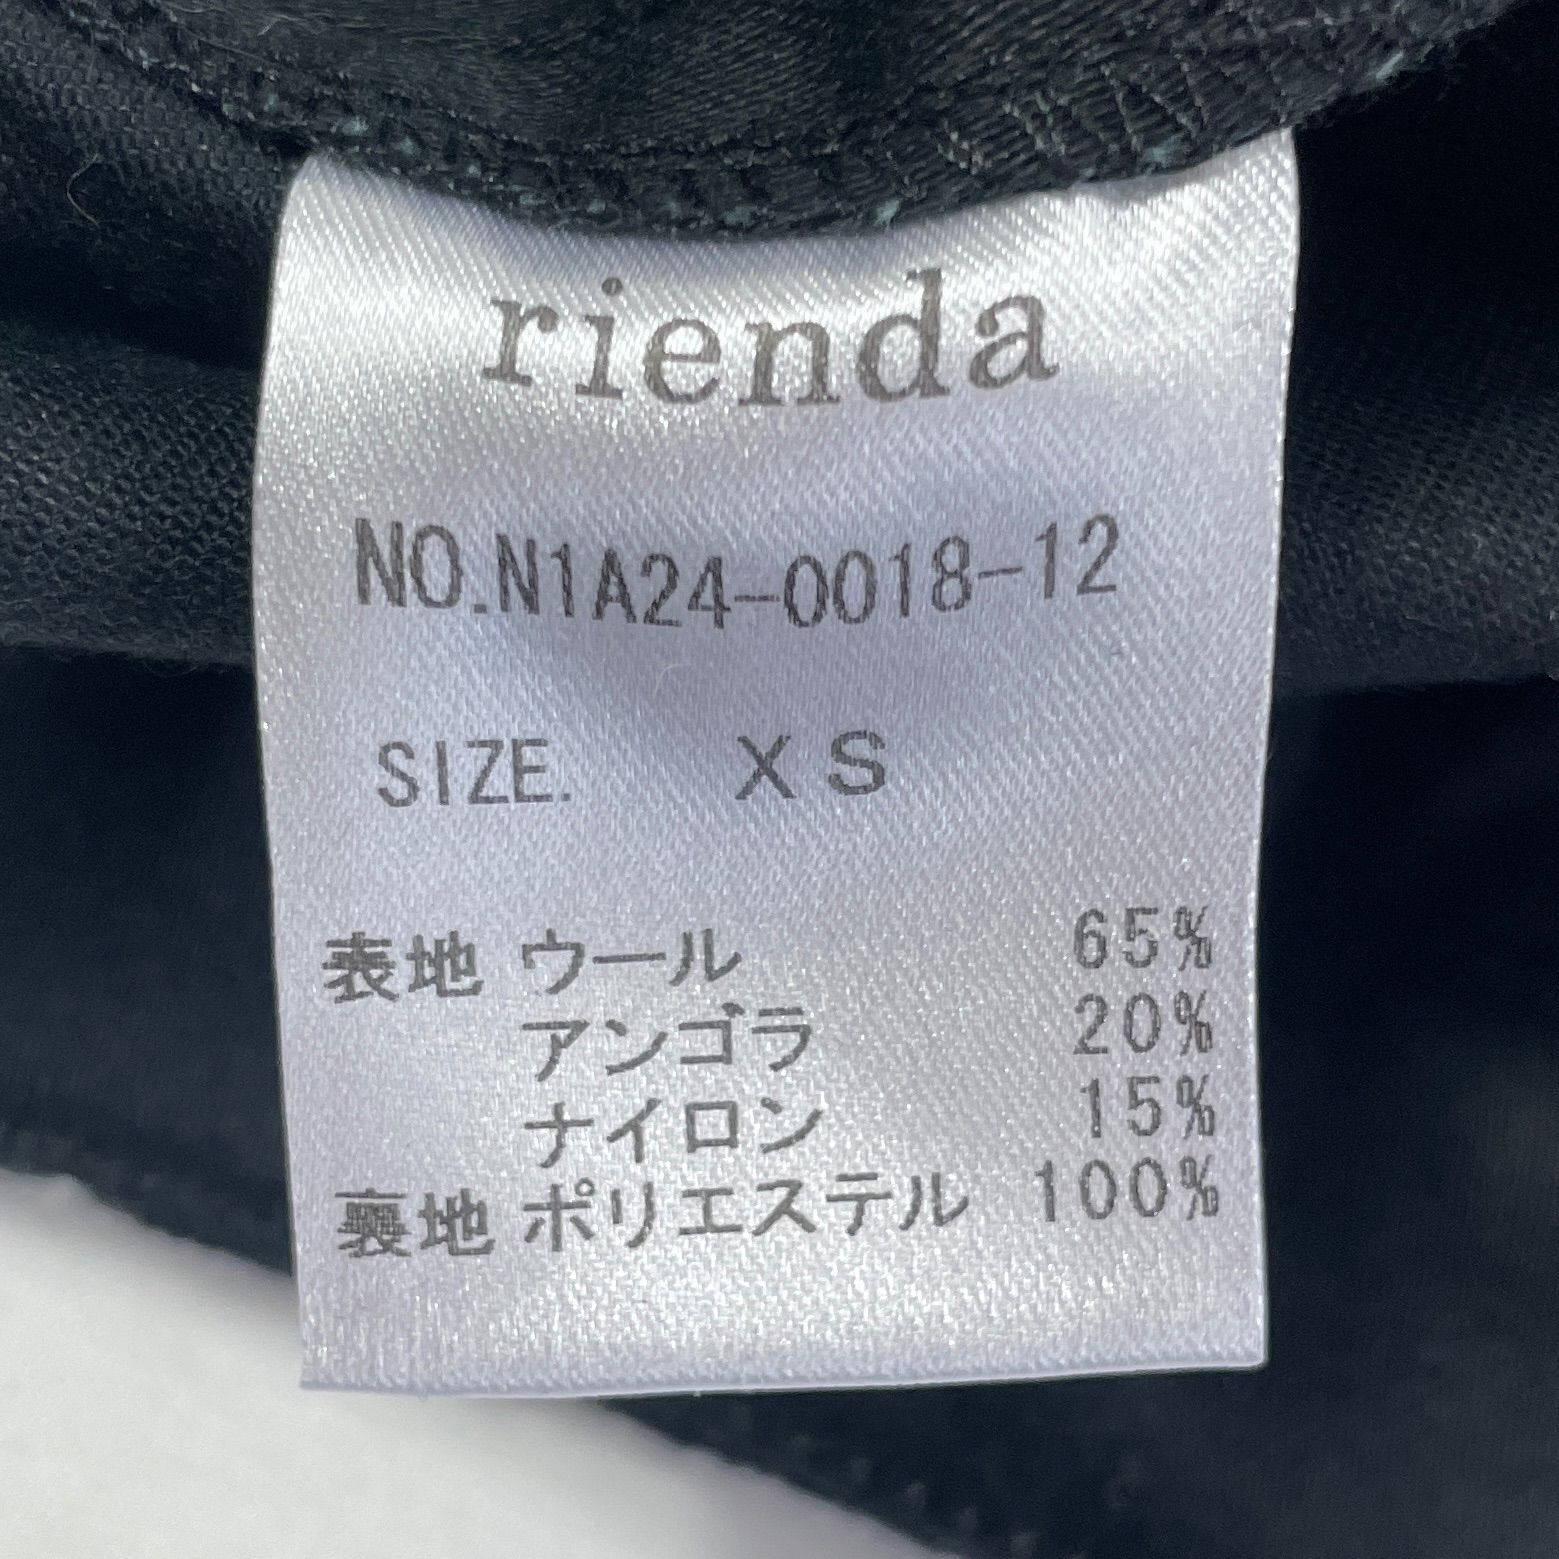 rienda
NO.N1A24-0018-12
SIZE. XS
表地 ウール 65%
アンゴラ 20%
ナイロン 15%
裏地 ポリエステル 100%